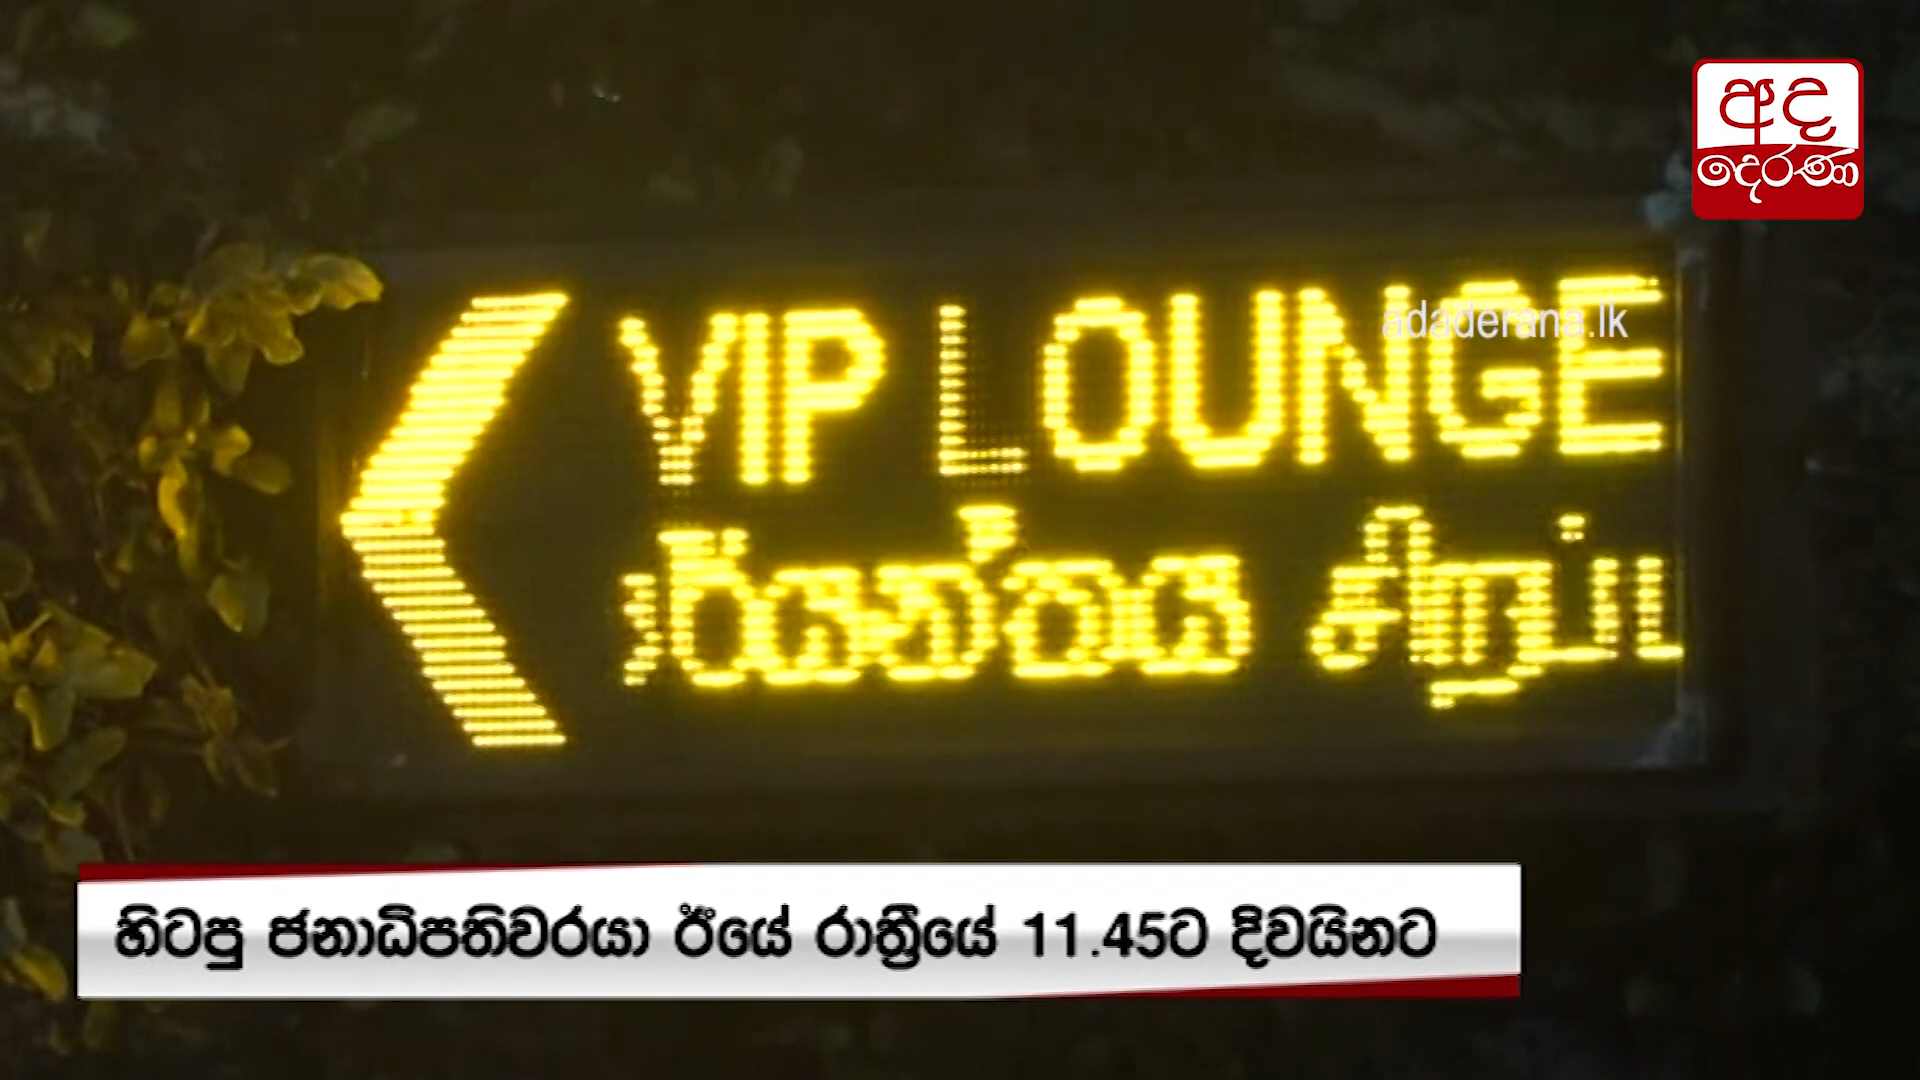 අද
දෙරණ
VIP LOUNGE
adaderana.lk
හිටපු ජනාධිපතිවරයා ඊයේ රාත්‍රීයේ 11.45ට දිවයිනට